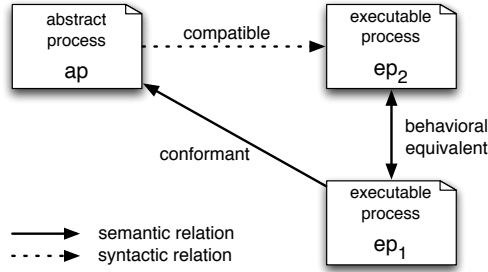 abstract
process
ap
compatible
executable
process
ep2
behavioral
equivalent
conformant
executable
process
ep1
semantic relation
syntactic relation